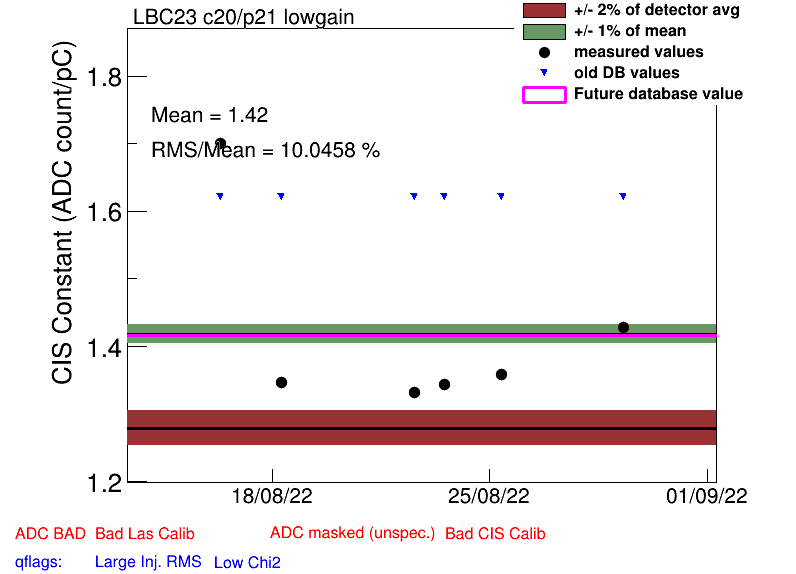 LBC23 c20/p21 lowgain
+/- 2% of detector avg
+/- 1% of mean
measured values
old DB values
Future database value
Mean = 1.42
RMS/Mean = 10.0458 %
CIS Constant (ADC count/pC)
1.8
1.6
1.4
1.2
18/08/22 25/08/22 01/09/22
ADC BAD Bad Las Calib ADC masked (unspec.) Bad CIS Calib
qflags: Large Inj. RMS Low Chi2